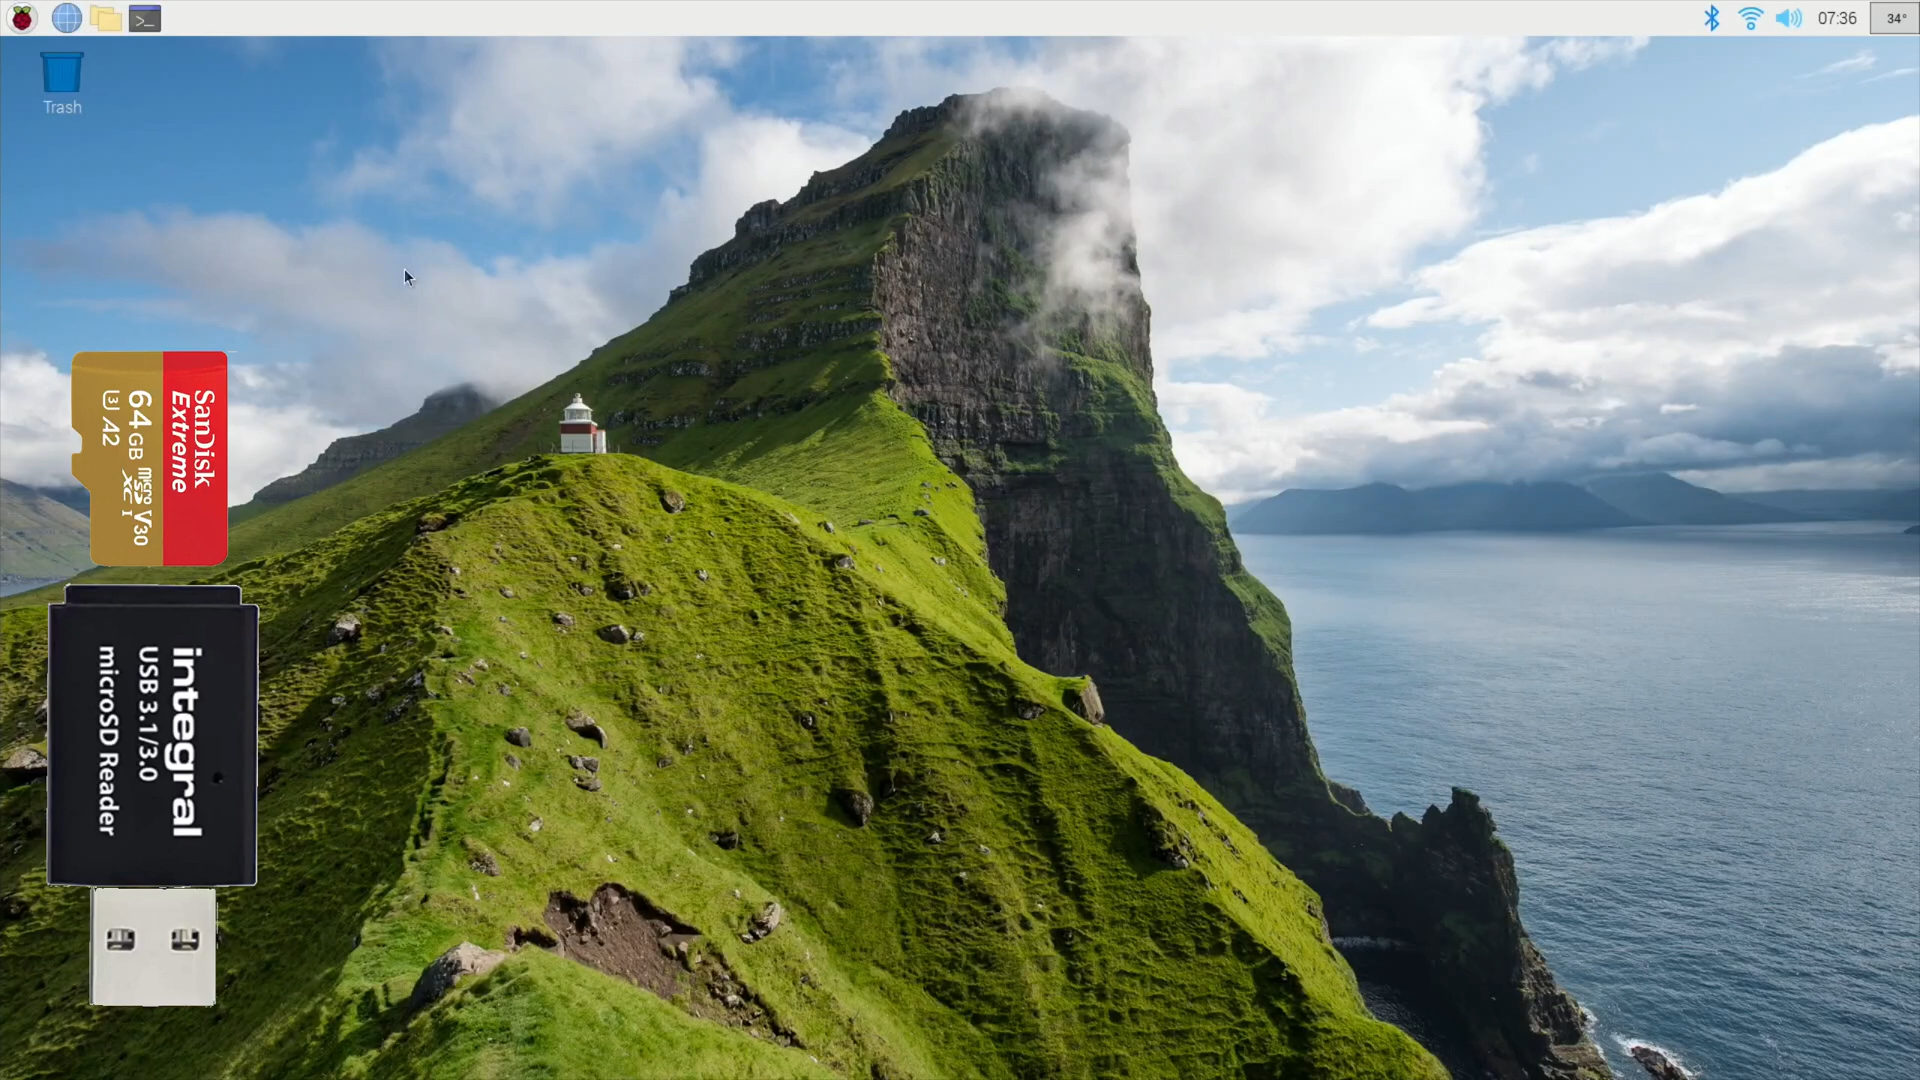 >_
07:36
34°
Trash
SanDisk
Extreme
64GB micro SD XC I V30
3 A2
integral
USB 3.1/3.0
microSD Reader